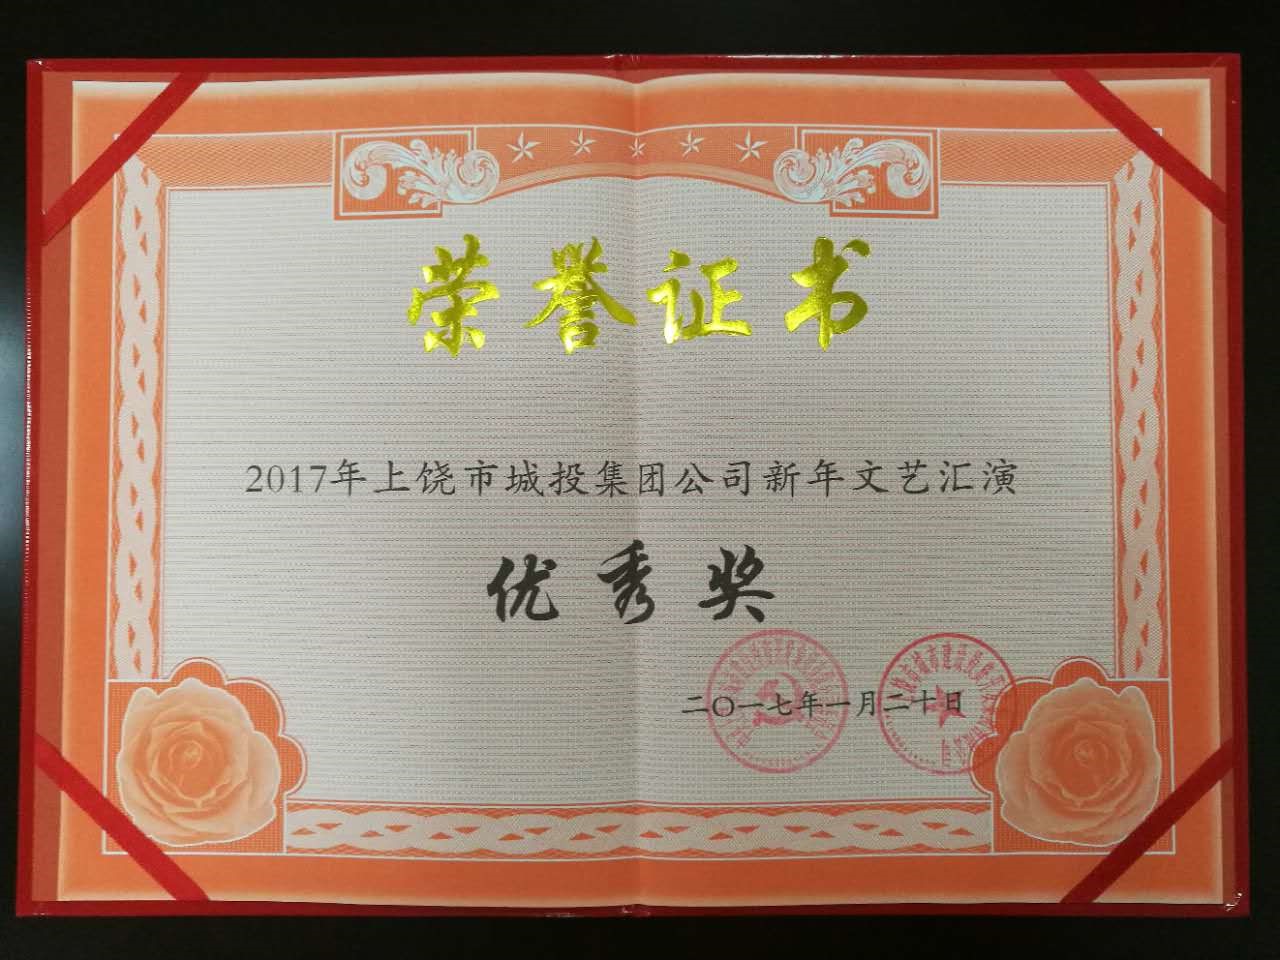 荣誉证书
2017年上饶市城投集团公司新年文艺汇演
优秀奖
二〇一七年一月二十日